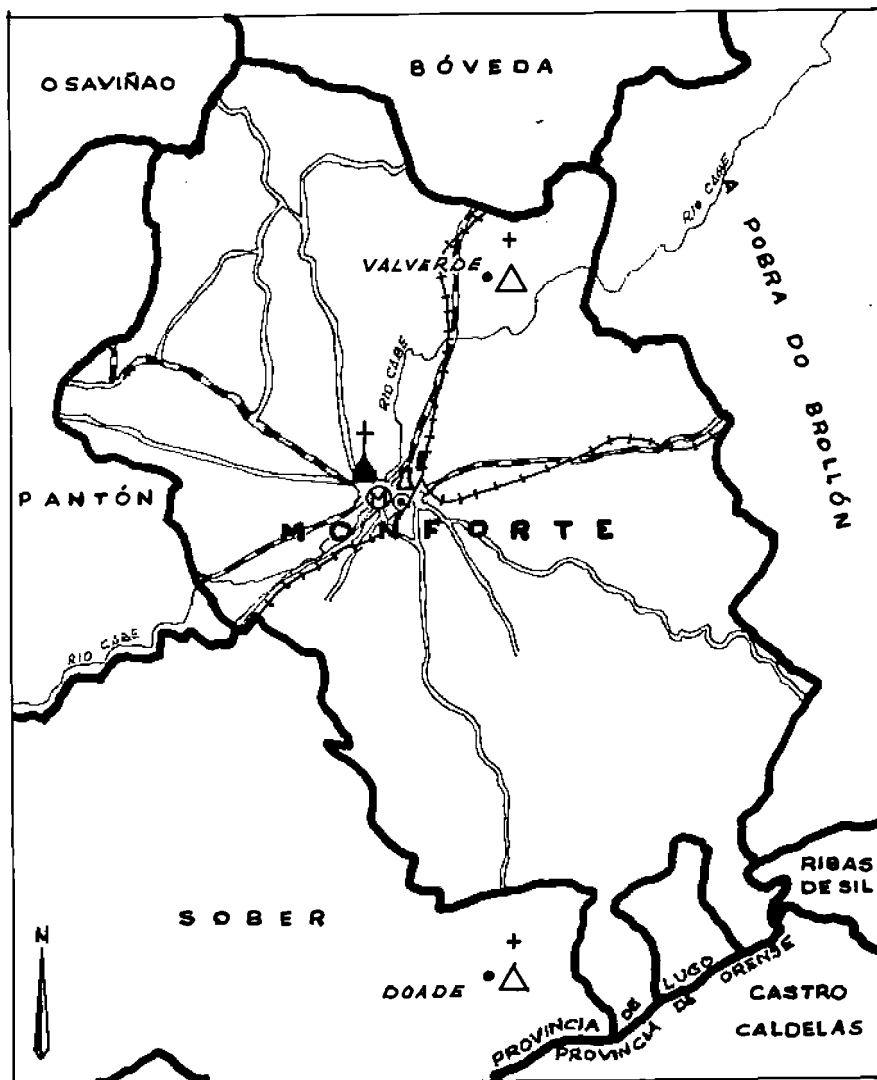 BÓVEDA
O SAVIÑAO
RIO CABE
A POBRA DO BROLLÓN
VALVERDE
RIO CABE
PANTÓN
M
MONFORTE
RIO CABE
RIBAS
DE SIL
SOBER
N
DOADE
PROVINCIA DE LUGO
PROVINCIA DE ORENSE
CASTRO
CALDELAS